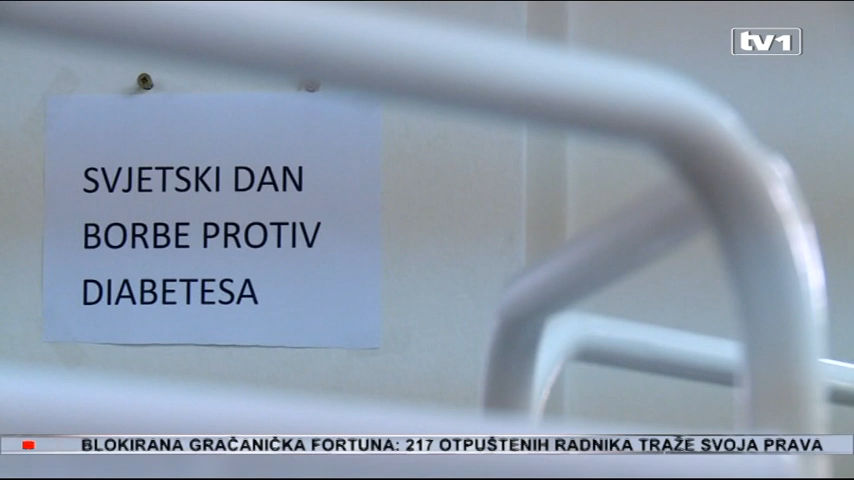 tv1
SVJETSKI DAN
BORBE PROTIV
DIABETESA
BLOKIRANA GRAČANIČKA FORTUNA: 217 OTPUŠTENIH RADNIKA TRAŽE SVOJA PRAVA